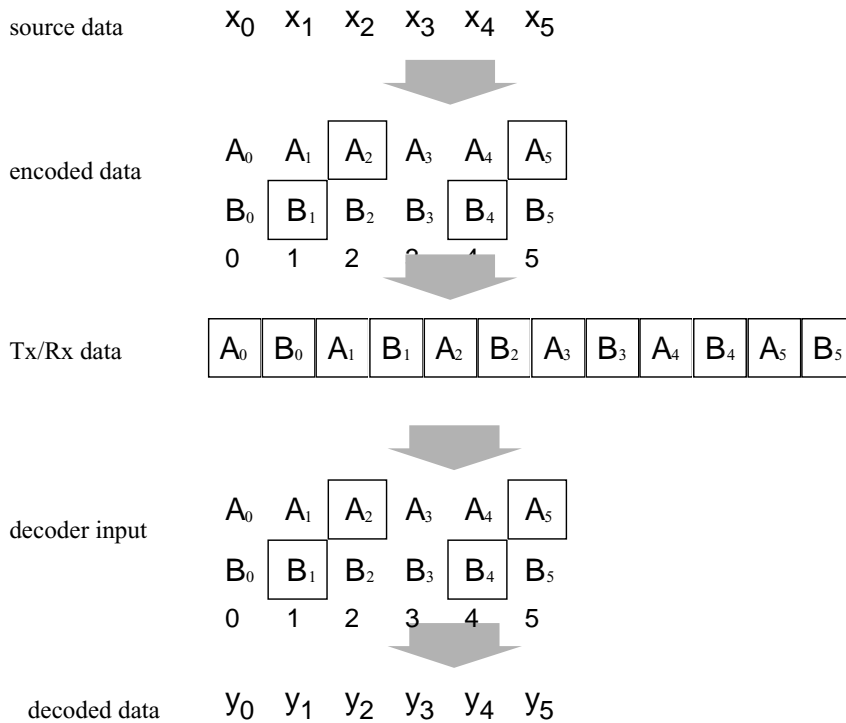 source data x0 x1 x2 x3 x4 x5
A0 A1 A2 A3 A4 A5
encoded data
B0 B1 B2 B3 B4 B5
0 1 2 3 4 5
Tx/Rx data A0 B0 A1 B1 A2 B2 A3 B3 A4 B4 A5 B5
A0 A1 A2 A3 A4 A5
decoder input
B0 B1 B2 B3 B4 B5
0 1 2 3 4 5
decoded data y0 y1 y2 y3 y4 y5